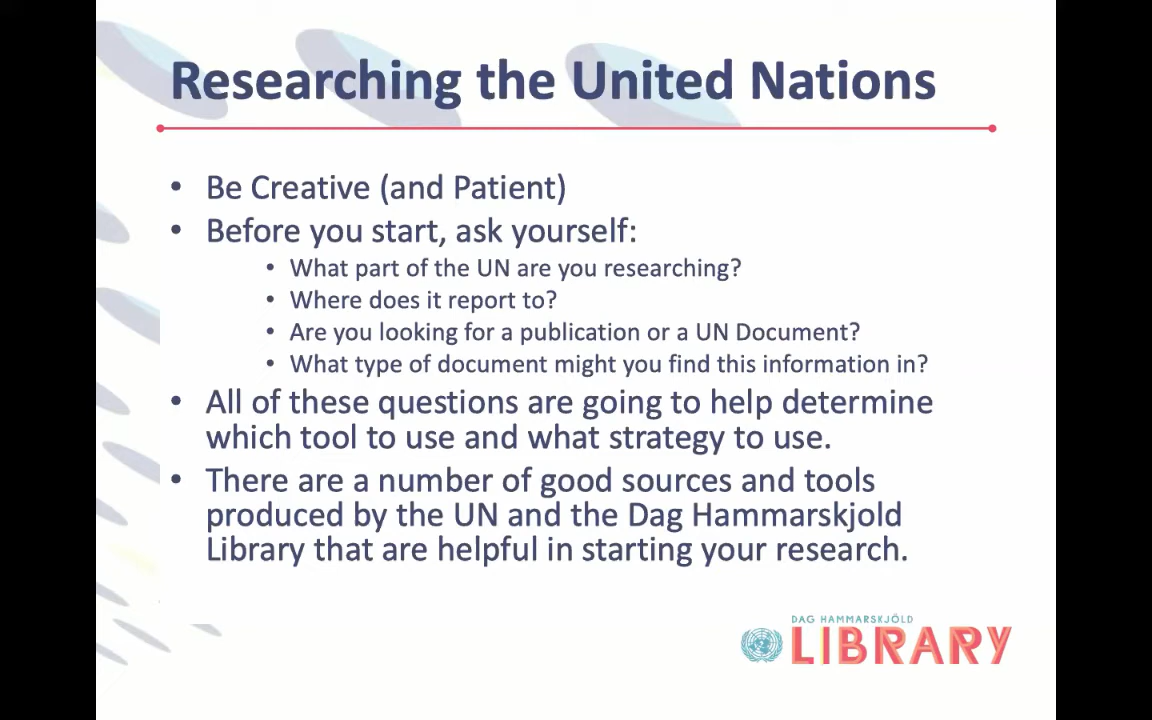 Researching the United Nations
• Be Creative (and Patient)
• Before you start, ask yourself:
• What part of the UN are you researching?
• Where does it report to?
• Are you looking for a publication or a UN Document?
• What type of document might you find this information in?
• All of these questions are going to help determine
which tool to use and what strategy to use.
• There are a number of good sources and tools
produced by the UN and the Dag Hammarskjold
Library that are helpful in starting your research.
DAG HAMMARSKJÖLD
LIBRARY